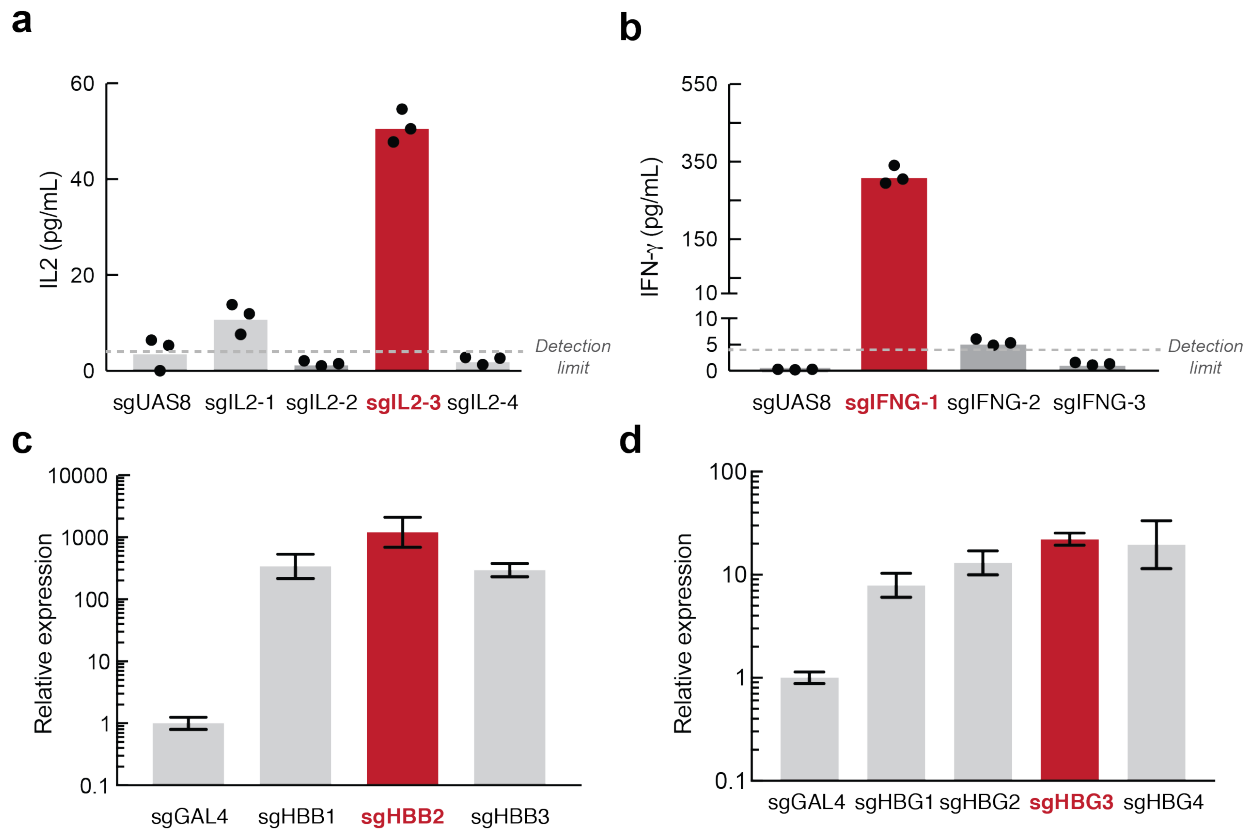 a
60
40
20
0
IL2 (pg/mL)
Detection
limit
sgUAS8 sgIL2-1 sgIL2-2 sgIL2-3 sgIL2-4
b
550
350
150
10
10
5
0
IFN-γ (pg/mL)
Detection
limit
sgUAS8 sgIFNG-1 sgIFNG-2 sgIFNG-3
c
10000
1000
100
10
1
0.1
Relative expression
sgGAL4 sgHBB1 sgHBB2 sgHBB3
d
100
10
1
0.1
Relative expression
sgGAL4 sgHBG1 sgHBG2 sgHBG3 sgHBG4